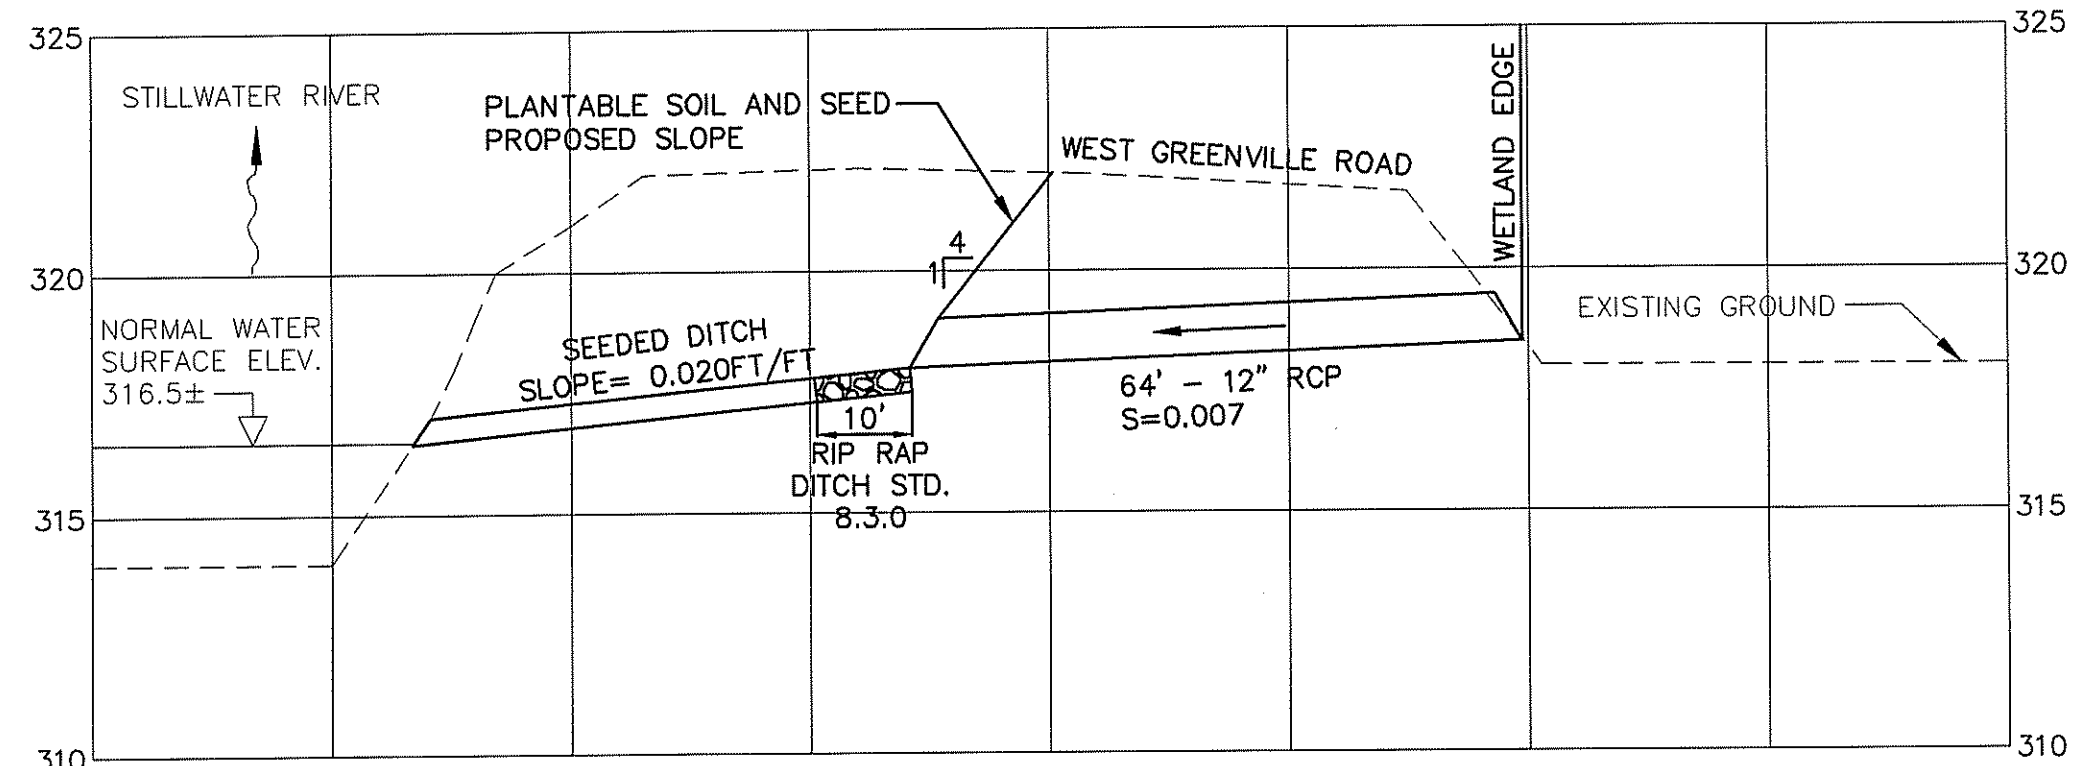 325
325
STILLWATER RIVER
PLANTABLE SOIL AND SEED
PROPOSED SLOPE
WEST GREENVILLE ROAD
WETLAND EDGE
4
1
320
320
NORMAL WATER
SURFACE ELEV.
316.5±
SEEDED DITCH
SLOPE= 0.020FT/FT
EXISTING GROUND
64' - 12" RCP
S=0.007
10'
RIP RAP
DITCH STD.
8.3.0
315
315
310
310